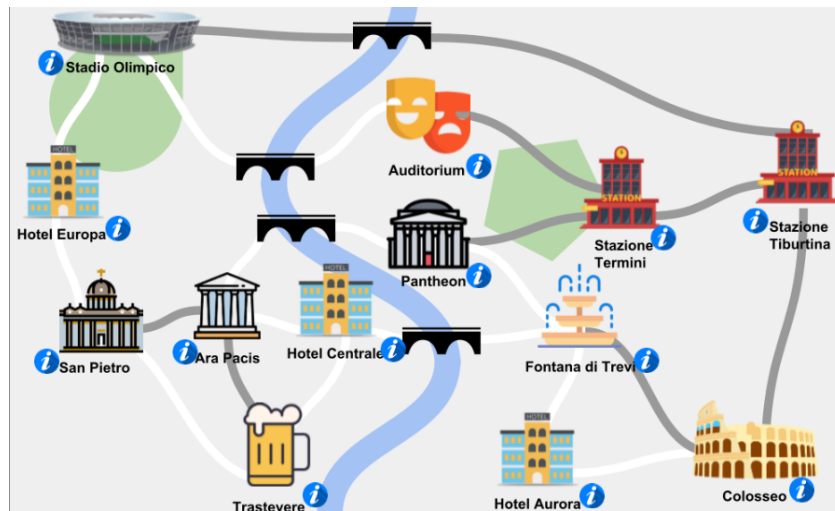 Stadio Olimpico
Auditorium
HOTEL
STATION
STATION
Hotel Europa
Stazione
Termini
Stazione
Tiburtina
Pantheon
HOTEL
San Pietro
Ara Pacis
Hotel Centrale
Fontana di Trevi
HOTEL
Trastevere
Hotel Aurora
Colosseo